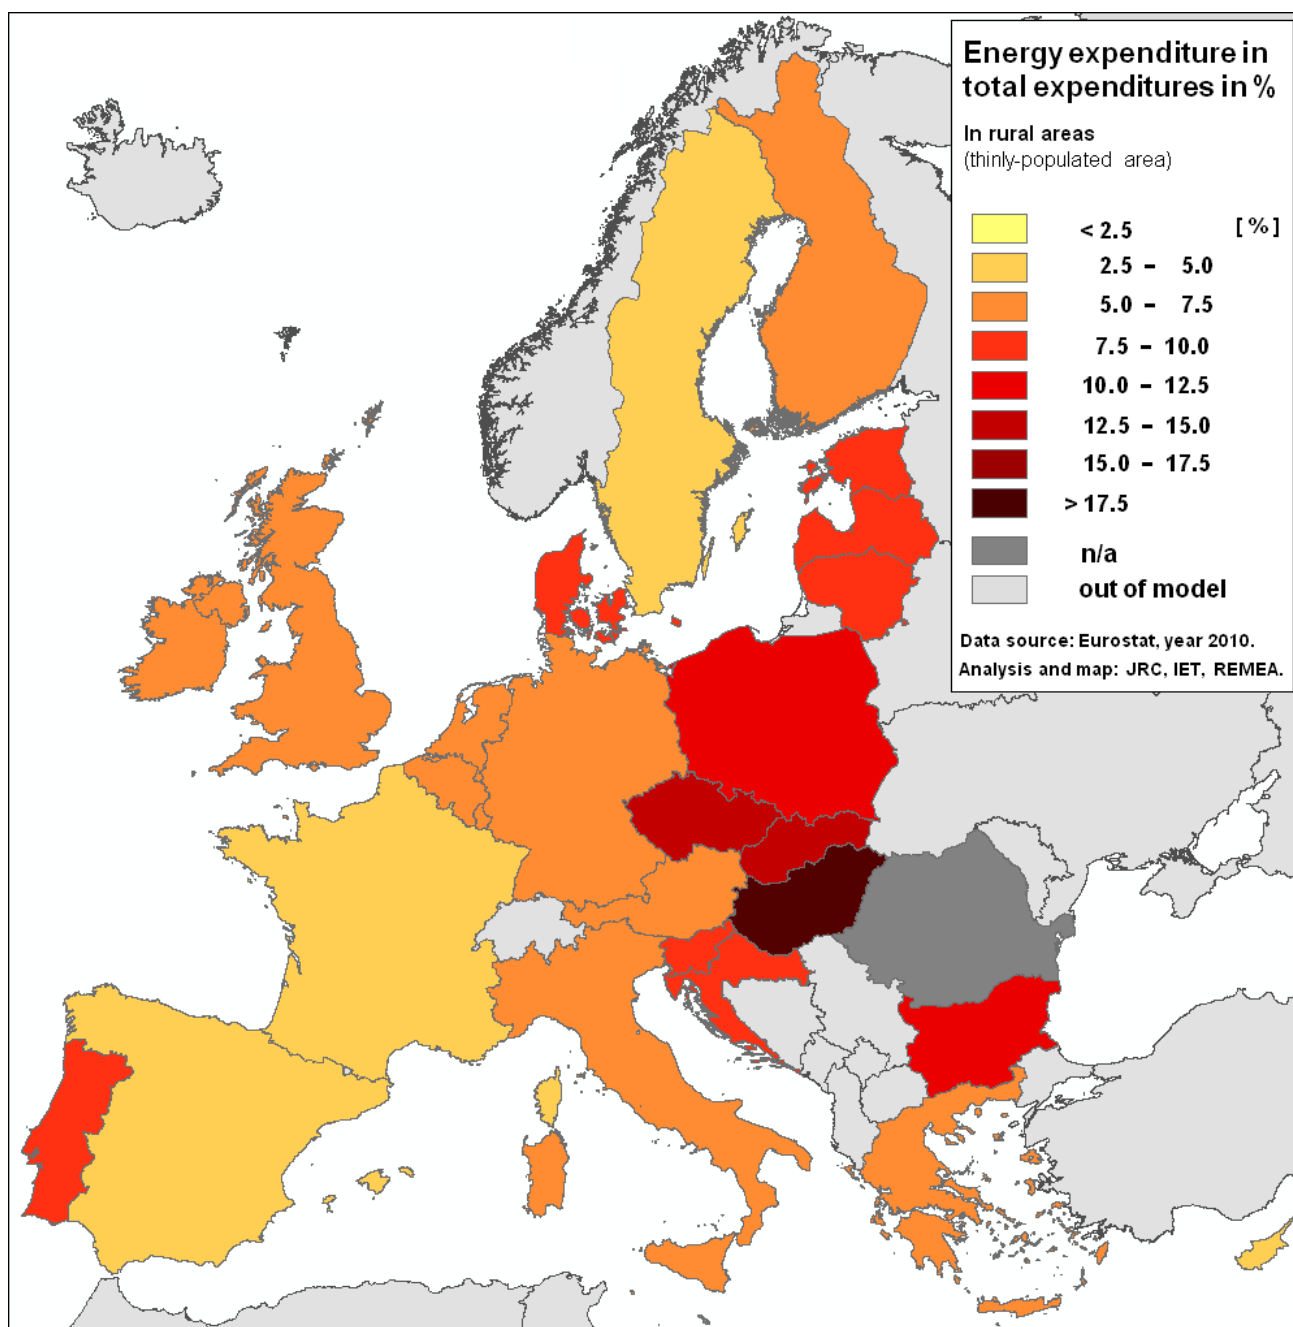 Energy expenditure in
total expenditures in %
In rural areas
(thinly-populated area)
< 2.5 [ % ]
2.5 – 5.0
5.0 – 7.5
7.5 – 10.0
10.0 – 12.5
12.5 – 15.0
15.0 – 17.5
> 17.5
n/a
out of model
Data source: Eurostat, year 2010.
Analysis and map: JRC, IET, REMEA.